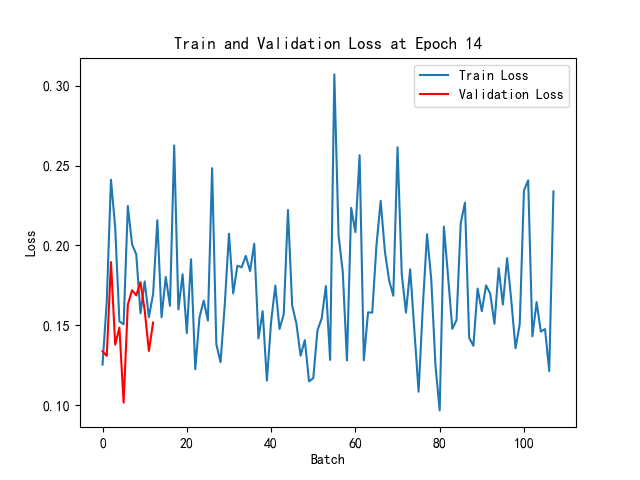 Train and Validation Loss at Epoch 14
Train Loss
Validation Loss
0.30
0.25
0.20
0.15
0.10
Loss
0 20 40 60 80 100
Batch